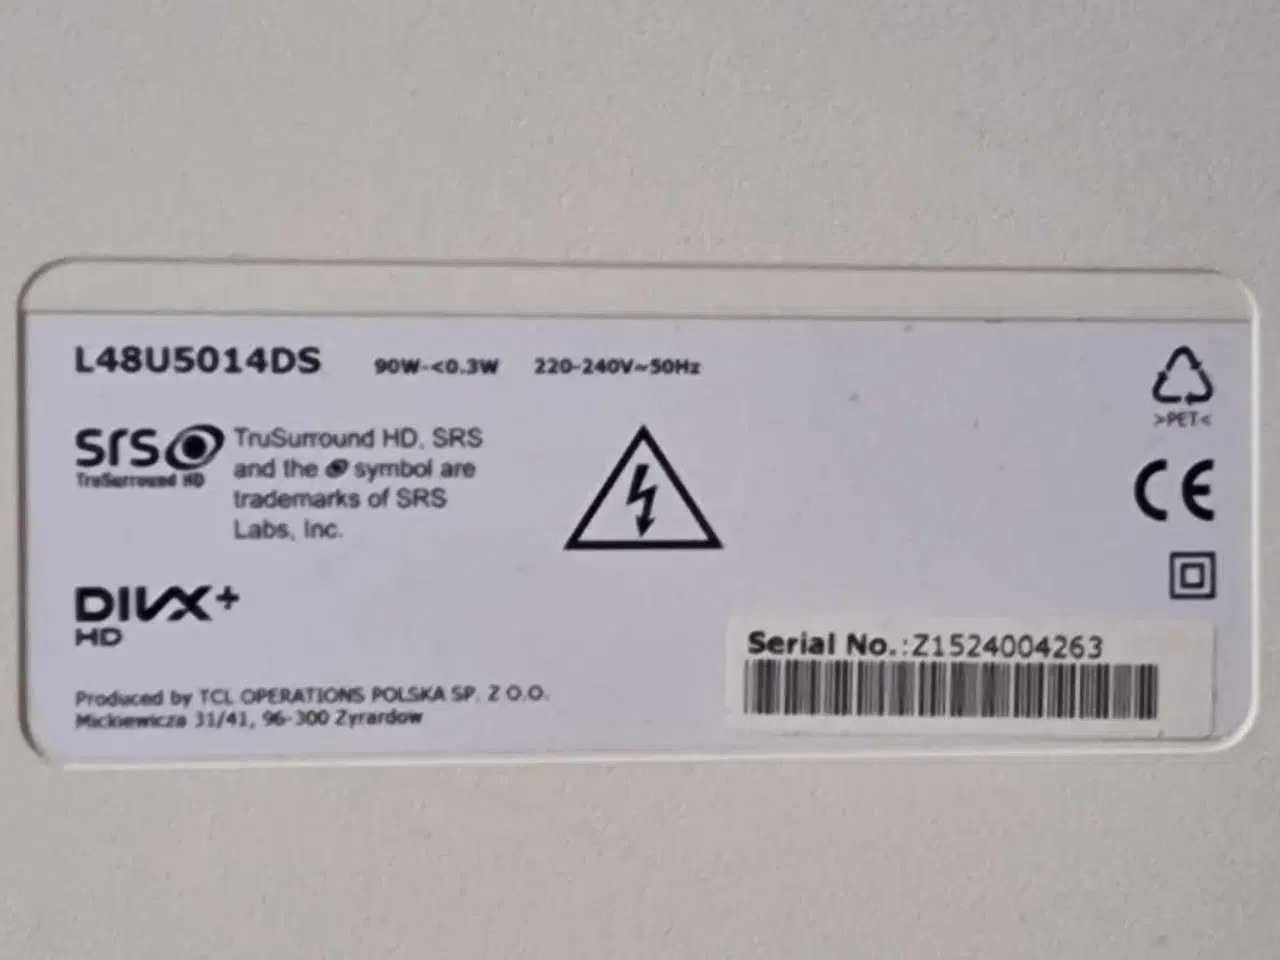 L48U5014DS 90W-<0.3W 220-240V~50Hz
>PET<
SRS
TruSurround HD
TruSurround HD, SRS
and the symbol are
trademarks of SRS
Labs, Inc.
CE
DIVX+
HD
Serial No.:Z1524004263
Produced by TCL OPERATIONS POLSKA SP. Z O.O.
Mickiewicza 31/41, 96-300 Zyrardow